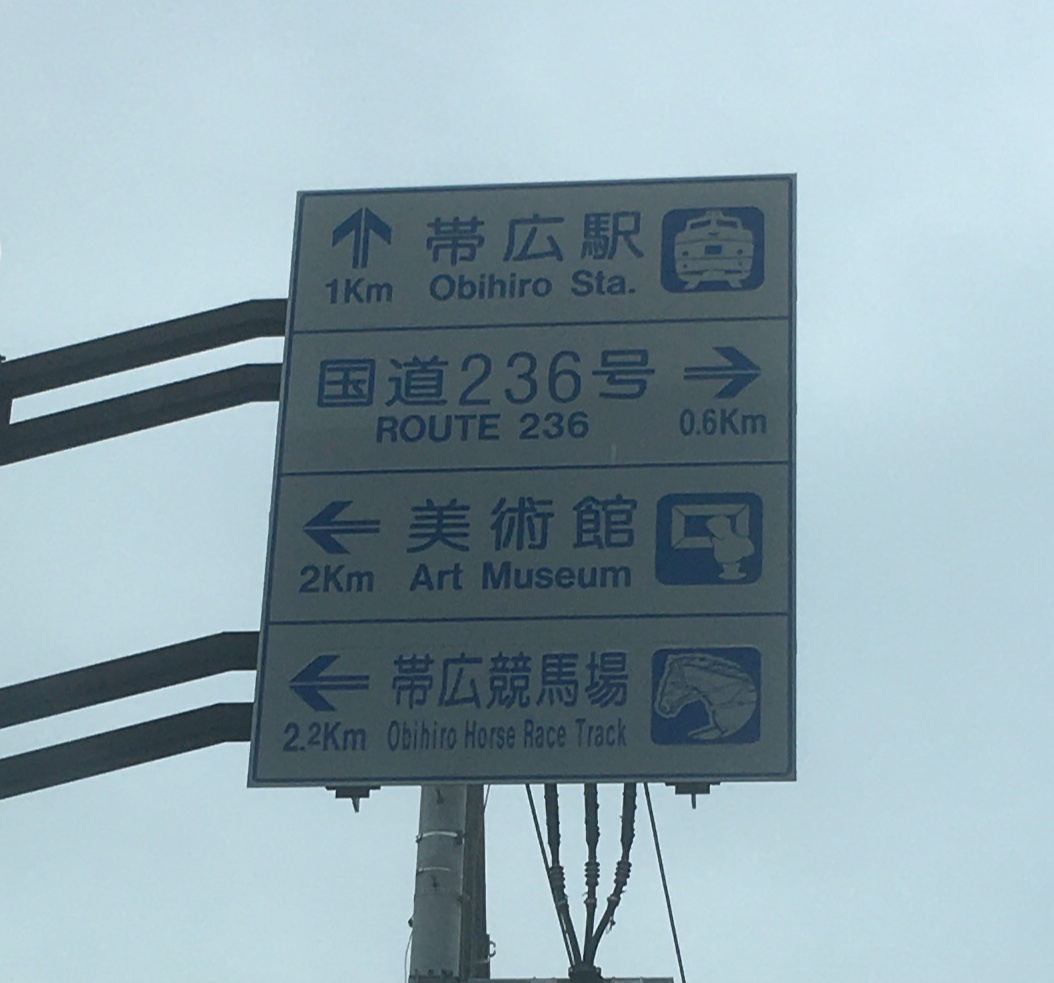 帯広駅
1Km Obihiro Sta.
国道236号
ROUTE 236 0.6Km
美術館
2Km Art Museum
帯広競馬場
2.2Km Obihiro Horse Race Track